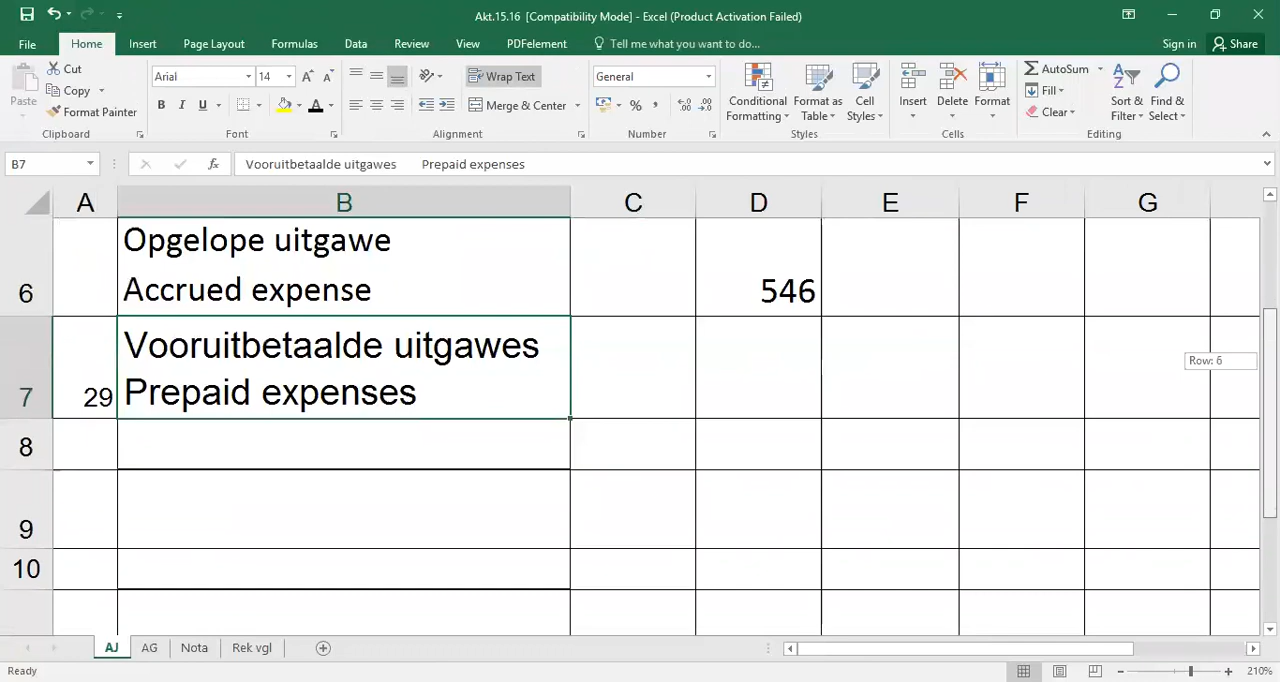 Akt.15.16 [Compatibility Mode] - Excel (Product Activation Failed)
File Home Insert Page Layout Formulas Data Review View PDFelement Tell me what you want to do... Sign in Share
Paste Cut Copy Format Painter
Arial 14 B I U Wrap Text Merge & Center
General % ,
Conditional Formatting Format as Table Cell Styles
Insert Delete Format
AutoSum Fill Clear Sort & Filter Find & Select
Clipboard Font Alignment Number Styles Cells Editing
B7 fx Vooruitbetaalde uitgawes Prepaid expenses
A B C D E F G
Opgelope uitgawe
6 Accrued expense 546
Vooruitbetaalde uitgawes
7 29 Prepaid expenses
Row: 6
8
9
10
AJ AG Nota Rek vgl
Ready 210%